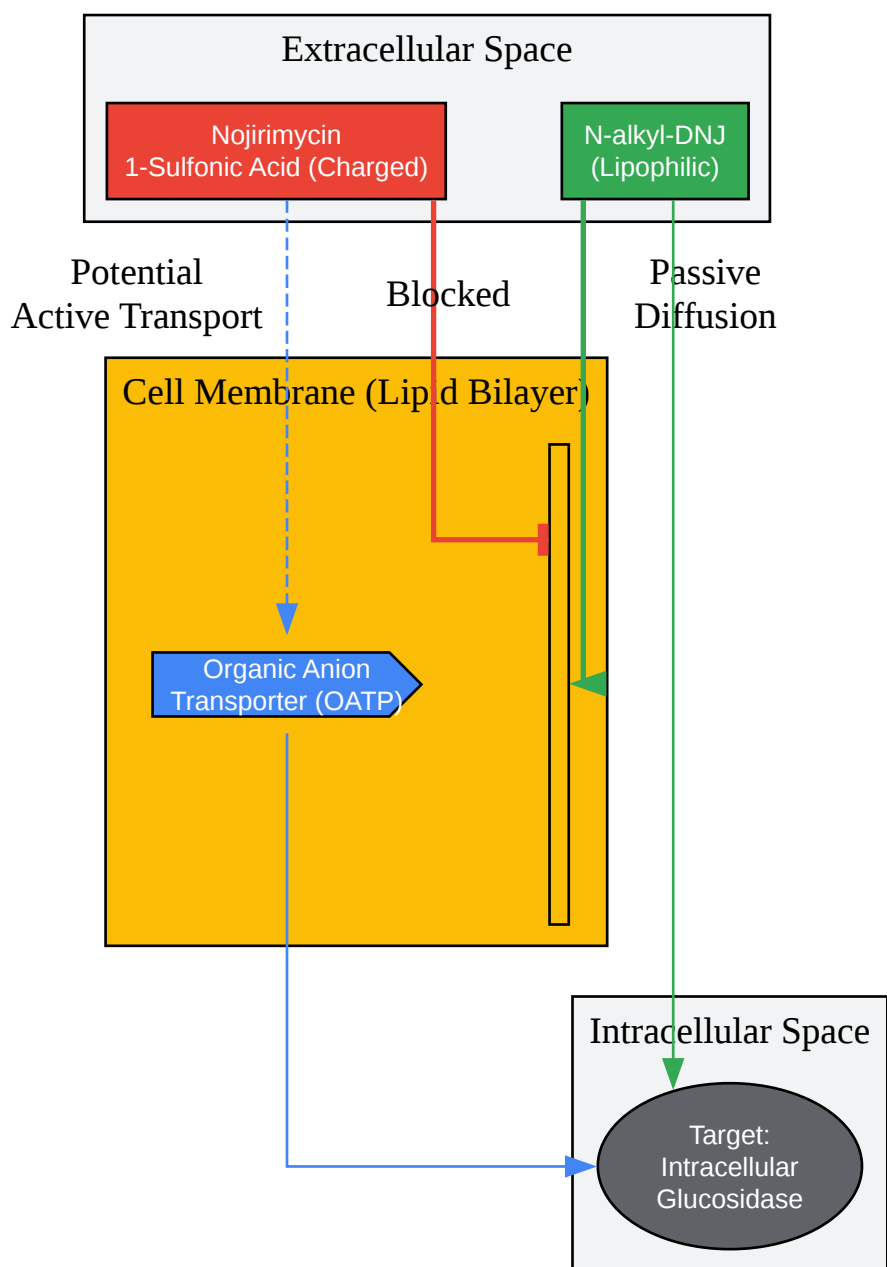 Extracellular Space
Nojirimycin
1-Sulfonic Acid (Charged)
N-alkyl-DNJ
(Lipophilic)
Potential
Active Transport
Blocked
Passive
Diffusion
Cell Membrane (Lipid Bilayer)
Organic Anion
Transporter (OATP)
Intracellular Space
Target:
Intracellular
Glucosidase